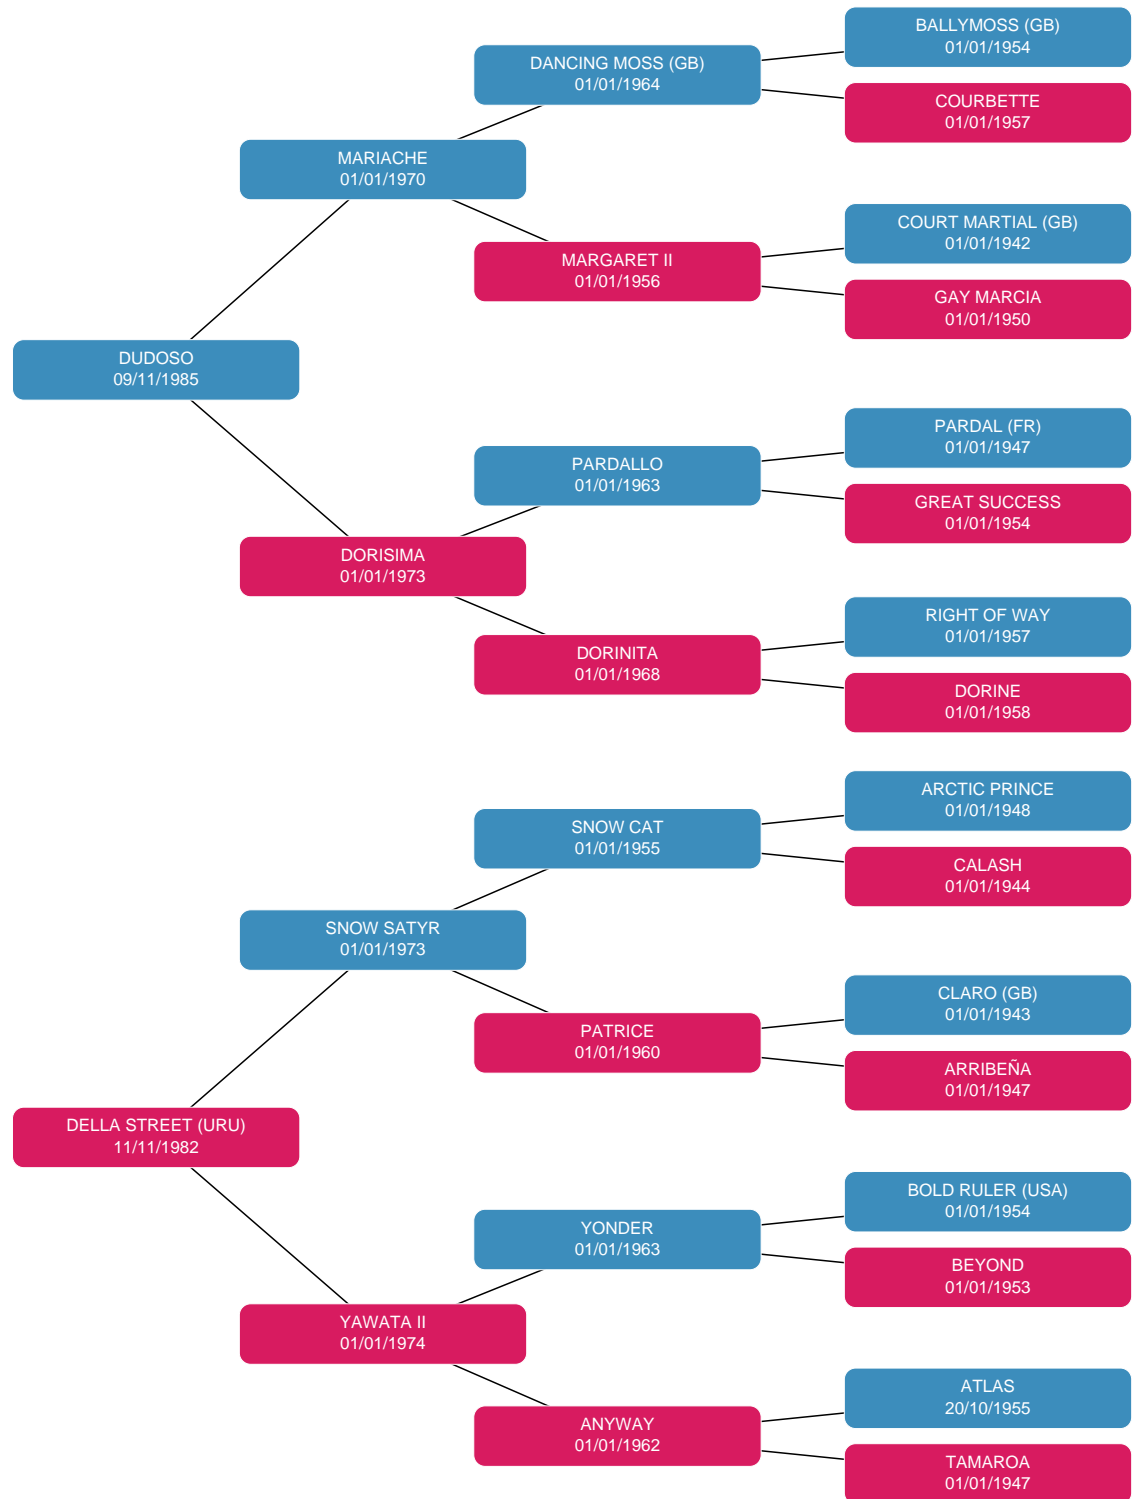 BALLYMOSS (GB)
01/01/1954
DANCING MOSS (GB)
01/01/1964
COURBETTE
01/01/1957
MARIACHE
01/01/1970
COURT MARTIAL (GB)
01/01/1942
MARGARET II
01/01/1956
GAY MARCIA
01/01/1950
DUDOSO
09/11/1985
PARDAL (FR)
01/01/1947
PARDALLO
01/01/1963
GREAT SUCCESS
01/01/1954
DORISIMA
01/01/1973
RIGHT OF WAY
01/01/1957
DORINITA
01/01/1968
DORINE
01/01/1958
ARCTIC PRINCE
01/01/1948
SNOW CAT
01/01/1955
CALASH
01/01/1944
SNOW SATYR
01/01/1973
CLARO (GB)
01/01/1943
PATRICE
01/01/1960
ARRIBEÑA
01/01/1947
DELLA STREET (URU)
11/11/1982
BOLD RULER (USA)
01/01/1954
YONDER
01/01/1963
BEYOND
01/01/1953
YAWATA II
01/01/1974
ATLAS
20/10/1955
ANYWAY
01/01/1962
TAMAROA
01/01/1947